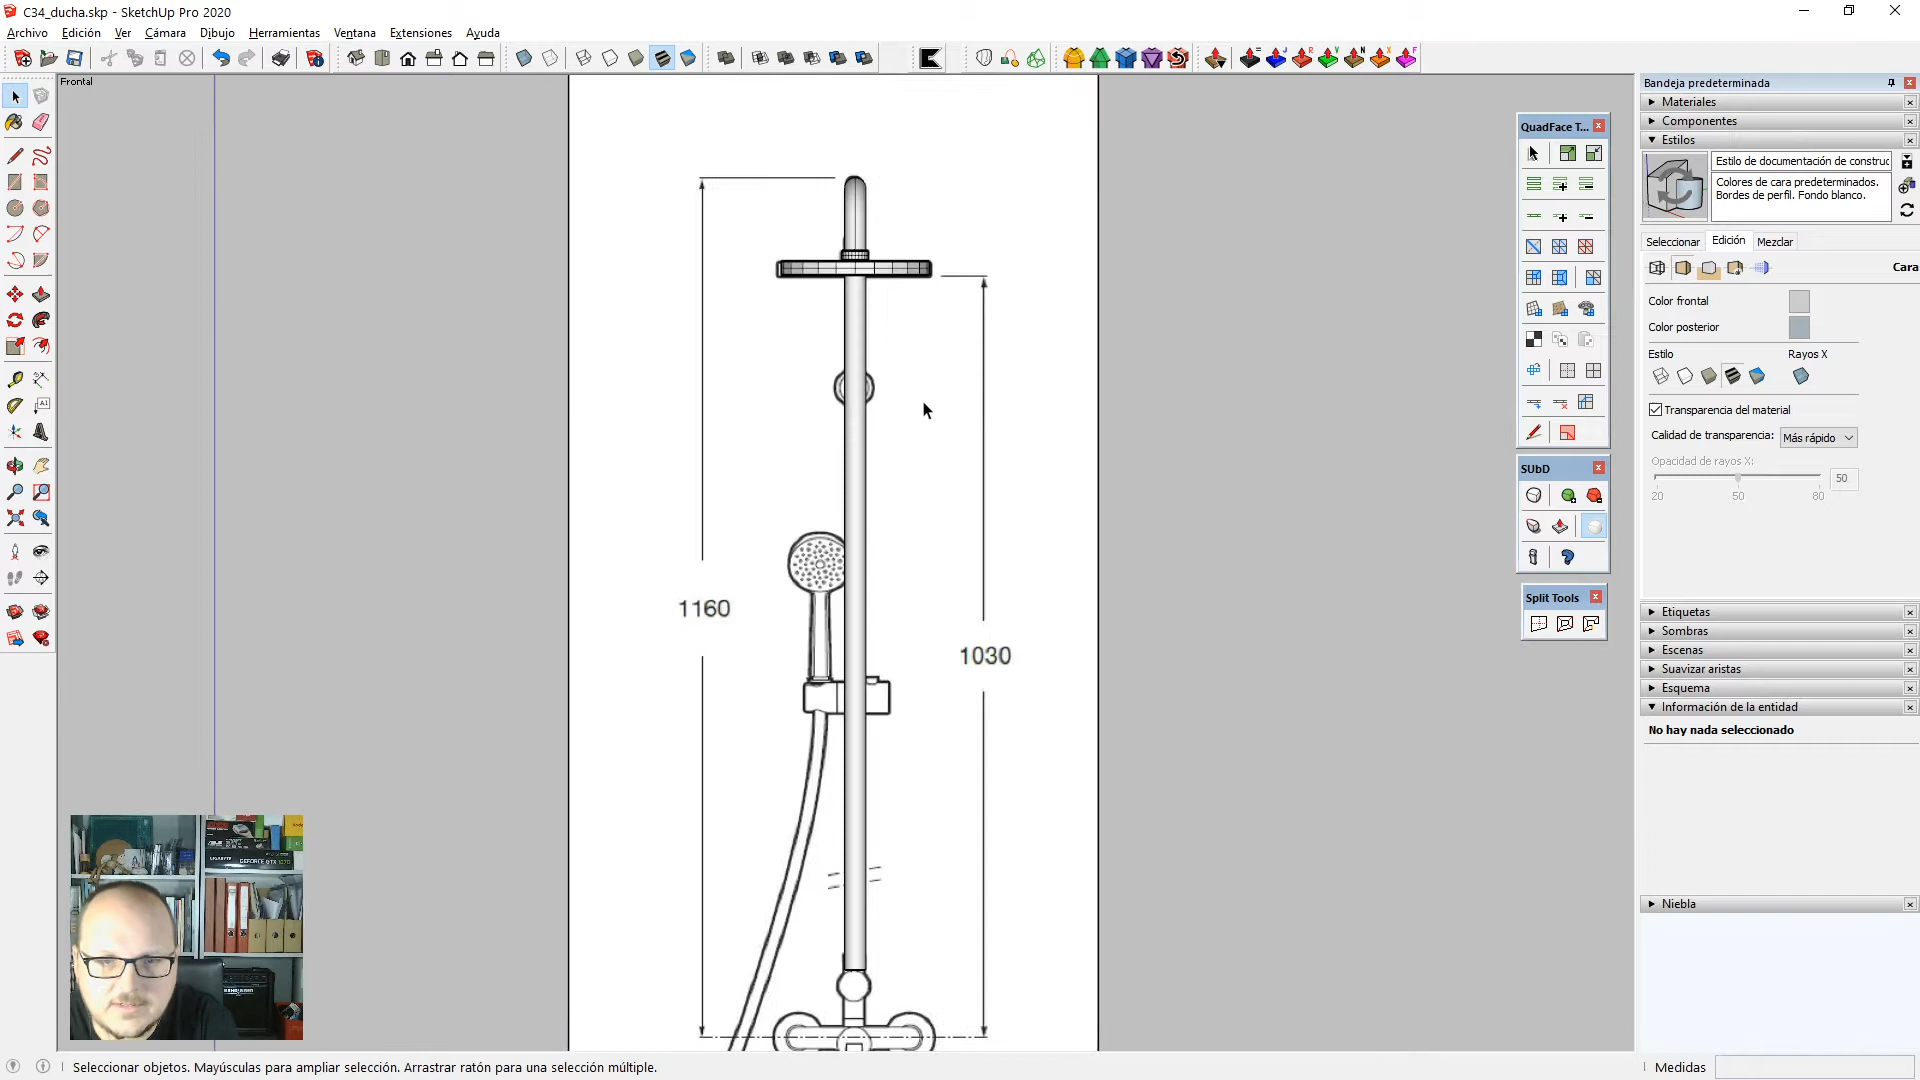 C34_ducha.skp - SketchUp Pro 2020
Archivo Edición Ver Cámara Dibujo Herramientas Ventana Extensiones Ayuda
Frontal
Bandeja predeterminada
Materiales
Componentes
Estilos
Estilo de documentación de construc
Colores de cara predeterminados.
Bordes de perfil. Fondo blanco.
Seleccionar Edición Mezclar
Cara
Color frontal
Color posterior
Estilo Rayos X
Transparencia del material
Calidad de transparencia: Más rápido
Opacidad de rayos X:
50
20 50 80
Etiquetas
Sombras
Escenas
Suavizar aristas
Esquema
Información de la entidad
No hay nada seleccionado
Niebla
QuadFace T...
SUbD
Split Tools
1160
1030
Seleccionar objetos. Mayúsculas para ampliar selección. Arrastrar ratón para una selección múltiple.
Medidas